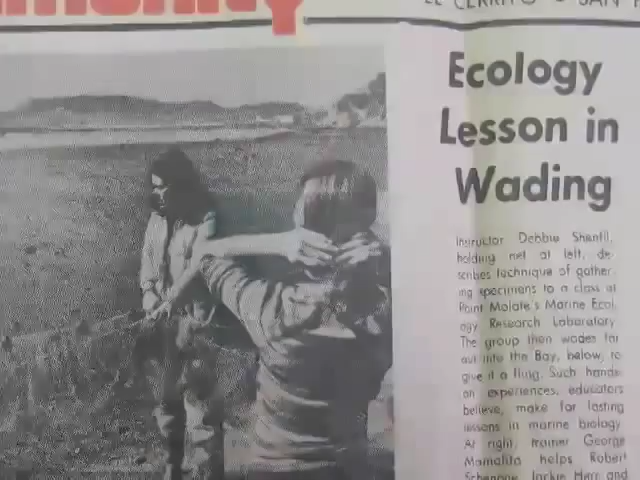 EL CERRITO SAN
Ecology
Lesson in
Wading
Instructor Debbie
holding net at left, de-
scribes technique of gather-
ing specimens to a class at
Point Molate's Marine Ecol-
ogy Research Laboratory.
The group then wades far
out into the Bay, below, to
give it a fling. Such hands-
on experiences, educators
believe, make for lasting
lessons in marine biology.
At right, trainer George
helps Robert
Jackie Herr and